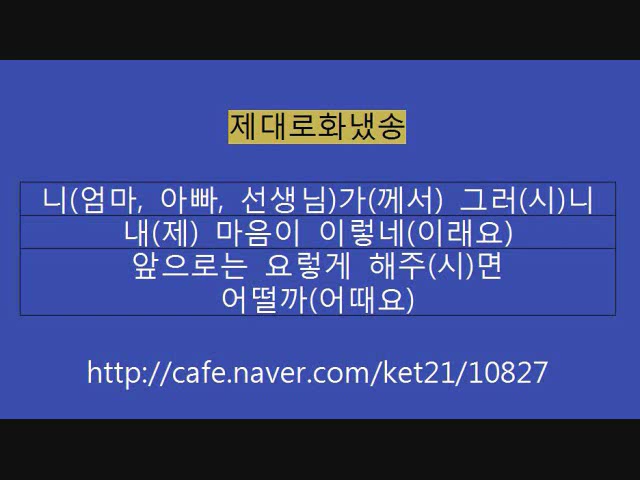 제대로화냈송
니(엄마, 아빠, 선생님)가(께서) 그러(시)니
내(제) 마음이 이렇네(이래요)
앞으로는 요렇게 해주(시)면
어떨까(어때요)
http://cafe.naver.com/ket21/10827